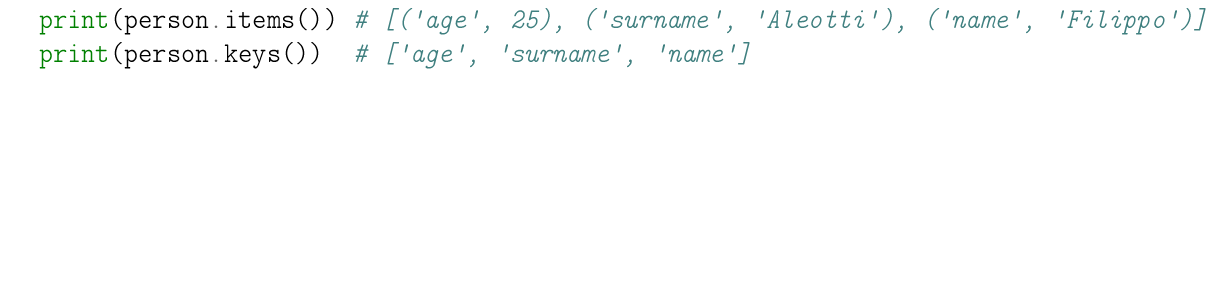 print(person.items()) # [('age', 25), ('surname', 'Aleotti'), ('name', 'Filippo')]
print(person.keys())  # ['age', 'surname', 'name']